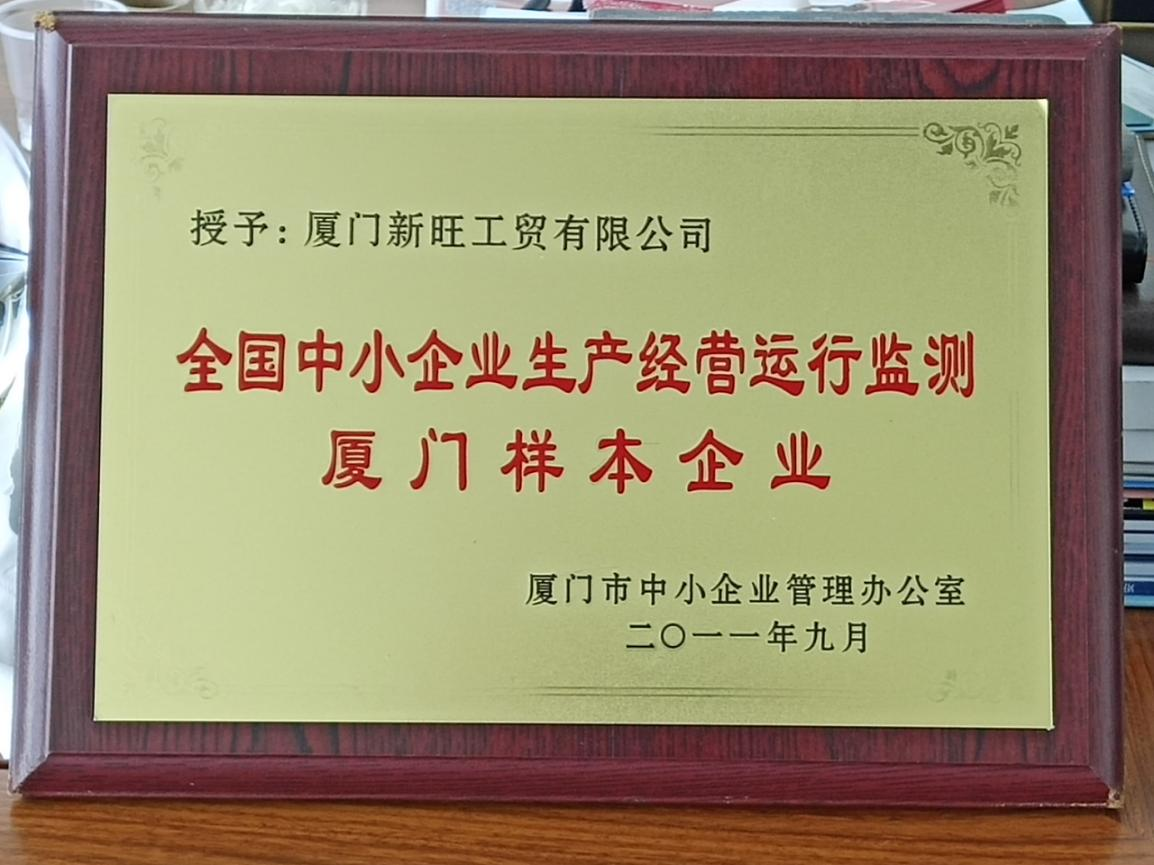 授予：厦门新旺工贸有限公司
全国中小企业生产经营运行监测
厦门样本企业
厦门市中小企业管理办公室
二〇一一年九月